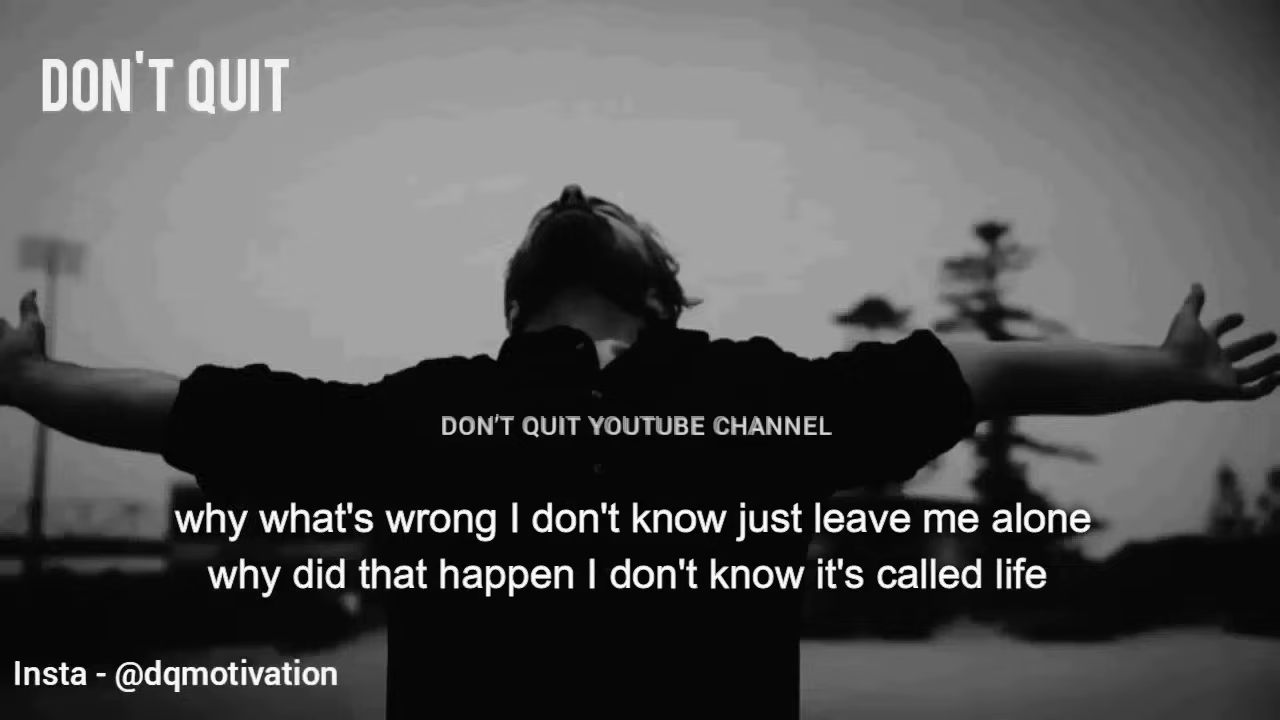 DON'T QUIT
DON'T QUIT YOUTUBE CHANNEL
why what's wrong I don't know just leave me alone
why did that happen I don't know it's called life
Insta - @dqmotivation